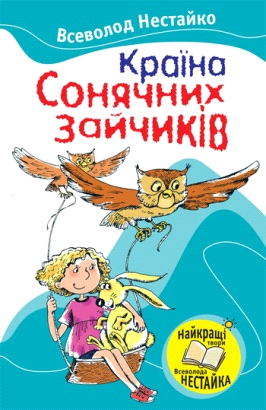 Всеволод Нестайко
Країна
Сонячних
зайчиків
Найкращі
твори
Всеволода
НЕСТАЙКА